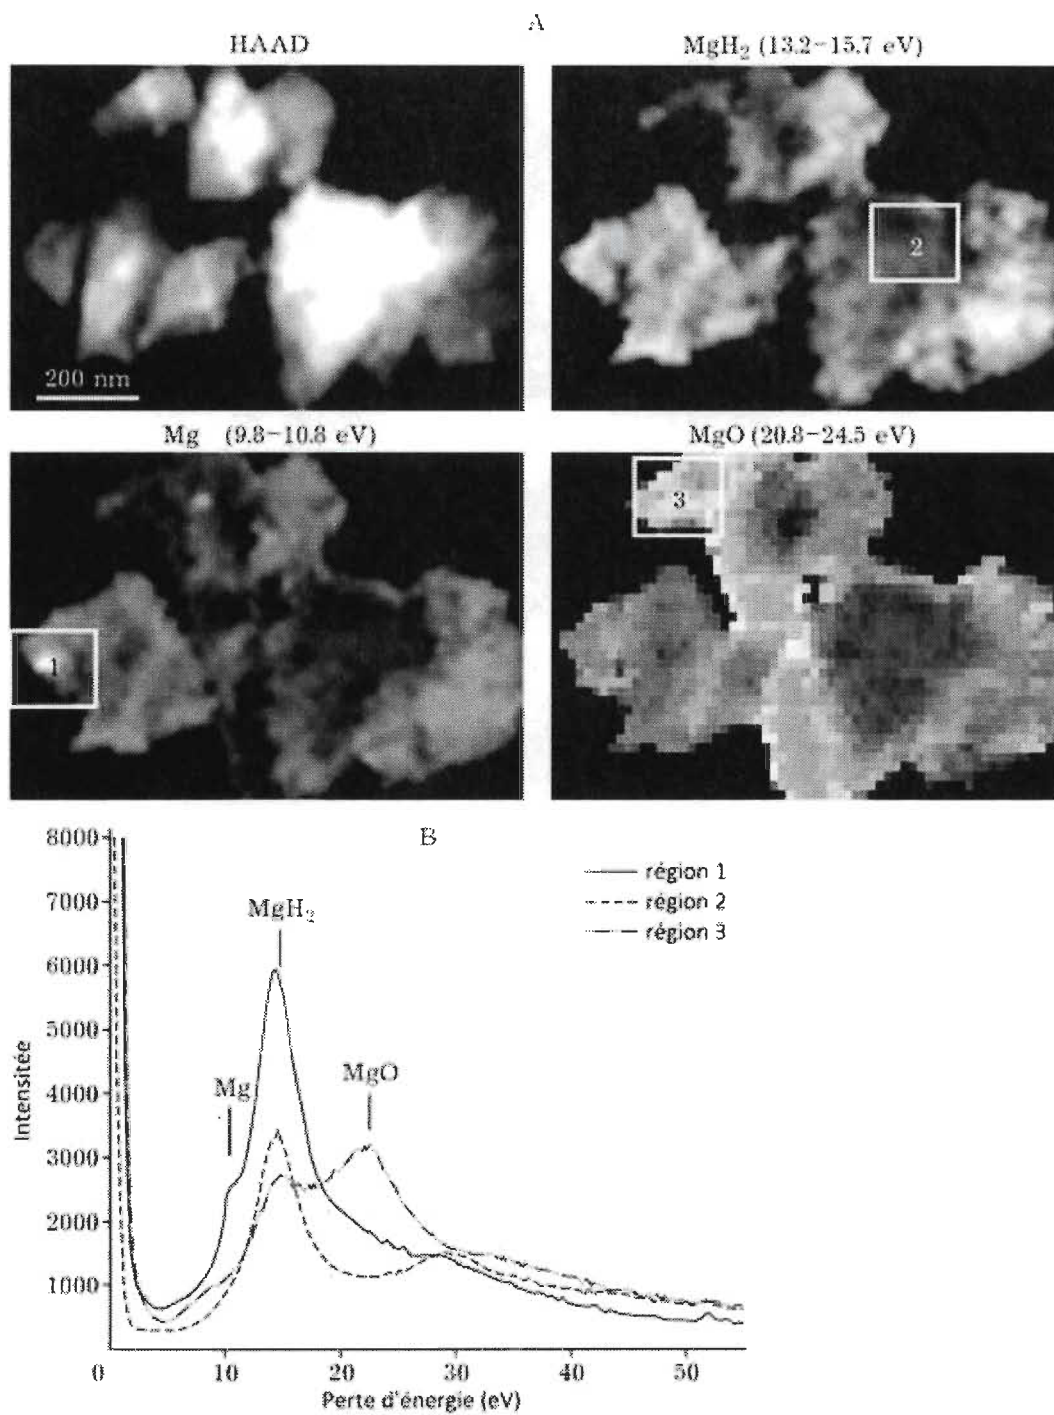 A
HAAD
MgH₂ (13.2–15.7 eV)
200 nm
2
Mg (9.8–10.8 eV)
MgO (20.8–24.5 eV)
1
3
B
8000
7000
6000
5000
4000
3000
2000
1000
0
10
20
30
40
50
Intensitée
Perte d'énergie (eV)
Mg
MgH₂
MgO
région 1
région 2
région 3